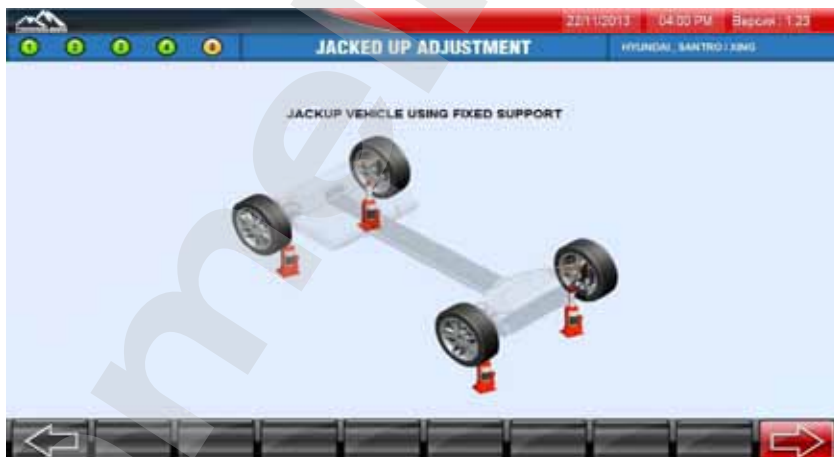 22/11/2013 04:00 PM Версия : 1.23
1 2 3 4 JACKED UP ADJUSTMENT HYUNDAI, SANTRO / XING
JACKUP VEHICLE USING FIXED SUPPORT